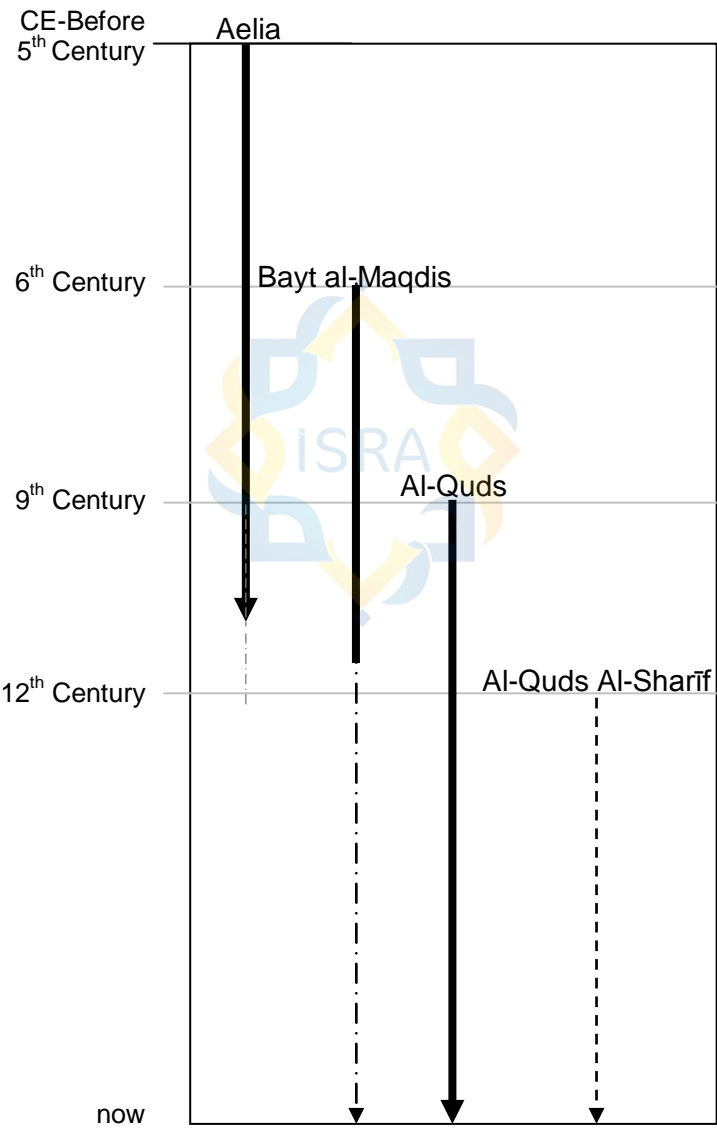 CE-Before
5th Century
Aelia
6th Century
Bayt al-Maqdis
iSRA
9th Century
Al-Quds
12th Century
Al-Quds Al-Sharīf
now